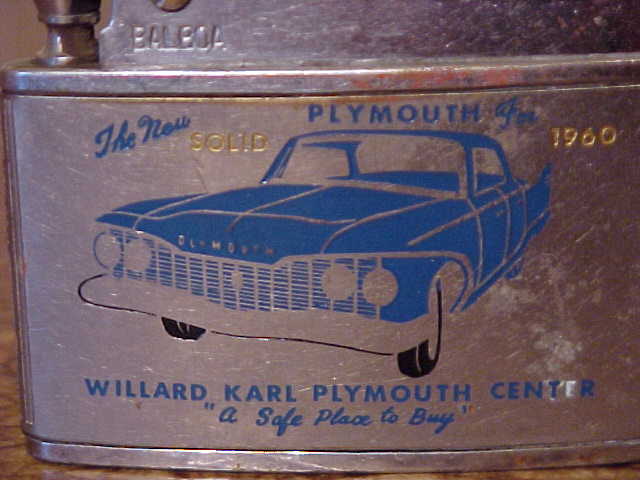 BALBOA
The New SOLID PLYMOUTH For 1960
PLYMOUTH
WILLARD KARL PLYMOUTH CENTER
"A Safe Place to Buy"